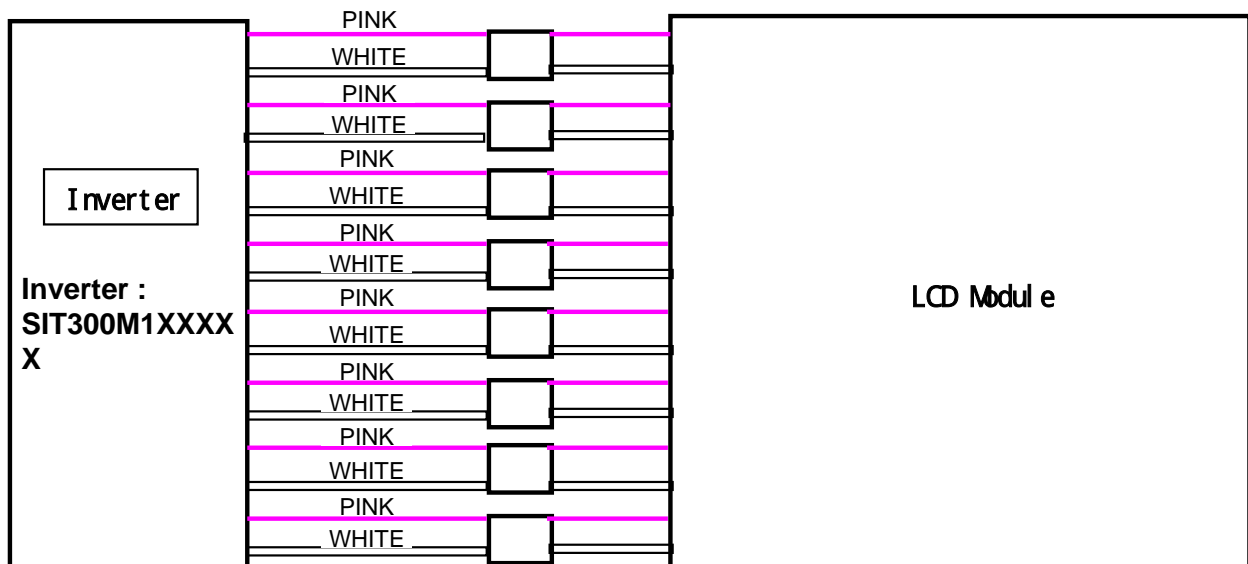 PINK
WHITE
PINK
WHITE
PINK
WHITE
PINK
WHITE
PINK
WHITE
PINK
WHITE
PINK
WHITE
PINK
WHITE
Inverter
Inverter :
SIT300M1XXXX
X
LCD Module